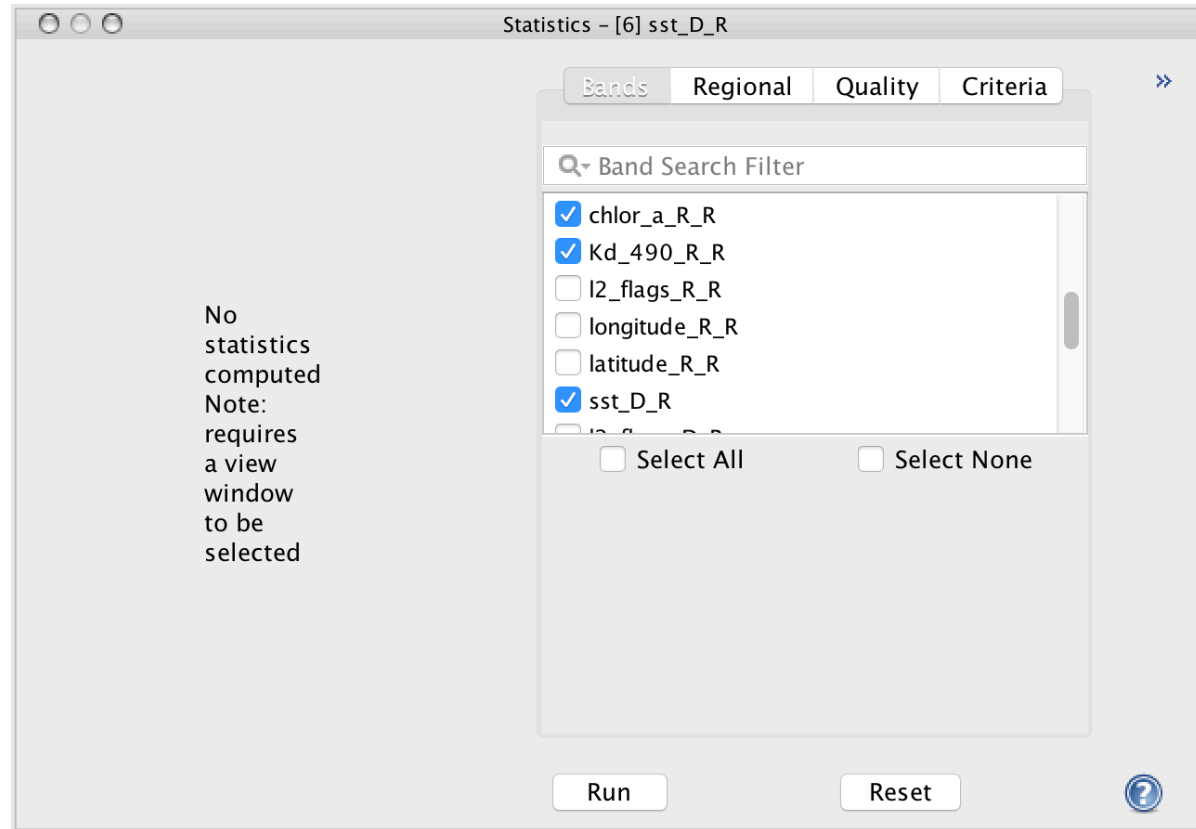 Statistics – [6] sst_D_R
Bands Regional Quality Criteria
»
Band Search Filter
chlor_a_R_R
Kd_490_R_R
l2_flags_R_R
longitude_R_R
latitude_R_R
sst_D_R
Select All Select None
No
statistics
computed
Note:
requires
a view
window
to be
selected
Run Reset
?